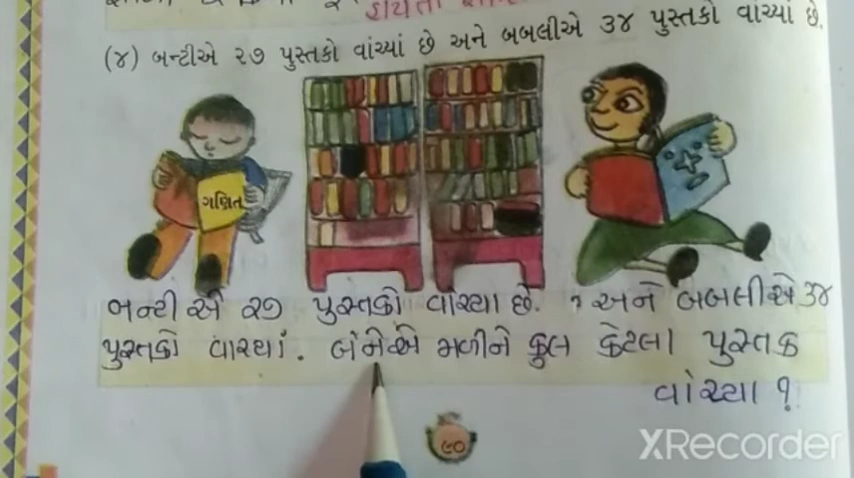 (૪) બન્ટીએ ૨૭ પુસ્તકો વાંચ્યાં છે અને બબલીએ ૩૪ પુસ્તકો વાંચ્યાં છે.
ગણિત
બન્ટી એ ૨૭ પુસ્તકો વાંચ્યા છે. અને બબલીએ ૩૪
પુસ્તકો વાચ્યાં. બંનેએ મળીને કુલ કેટલા પુસ્તક
વાંચ્યા ?
૯૦
XRecorder